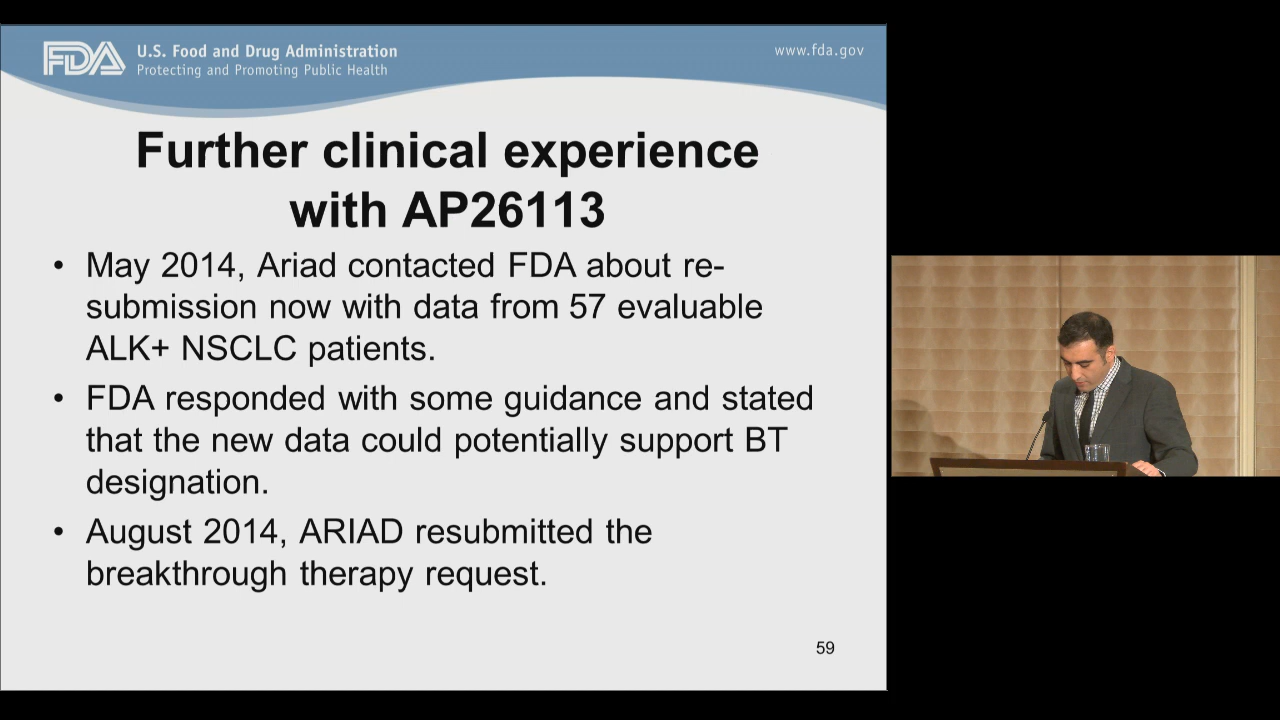 FDA U.S. Food and Drug Administration
Protecting and Promoting Public Health
www.fda.gov
Further clinical experience
with AP26113
• May 2014, Ariad contacted FDA about re-
submission now with data from 57 evaluable
ALK+ NSCLC patients.
• FDA responded with some guidance and stated
that the new data could potentially support BT
designation.
• August 2014, ARIAD resubmitted the
breakthrough therapy request.
59